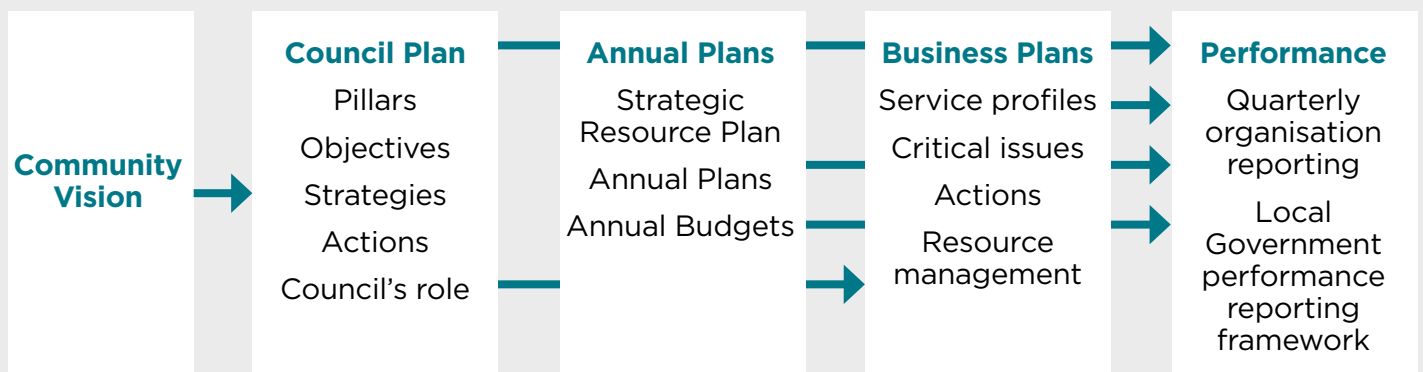 Community
Vision
Council Plan
Pillars
Objectives
Strategies
Actions
Council’s role
Annual Plans
Strategic
Resource Plan
Annual Plans
Annual Budgets
Business Plans
Service profiles
Critical issues
Actions
Resource
management
Performance
Quarterly
organisation
reporting
Local
Government
performance
reporting
framework